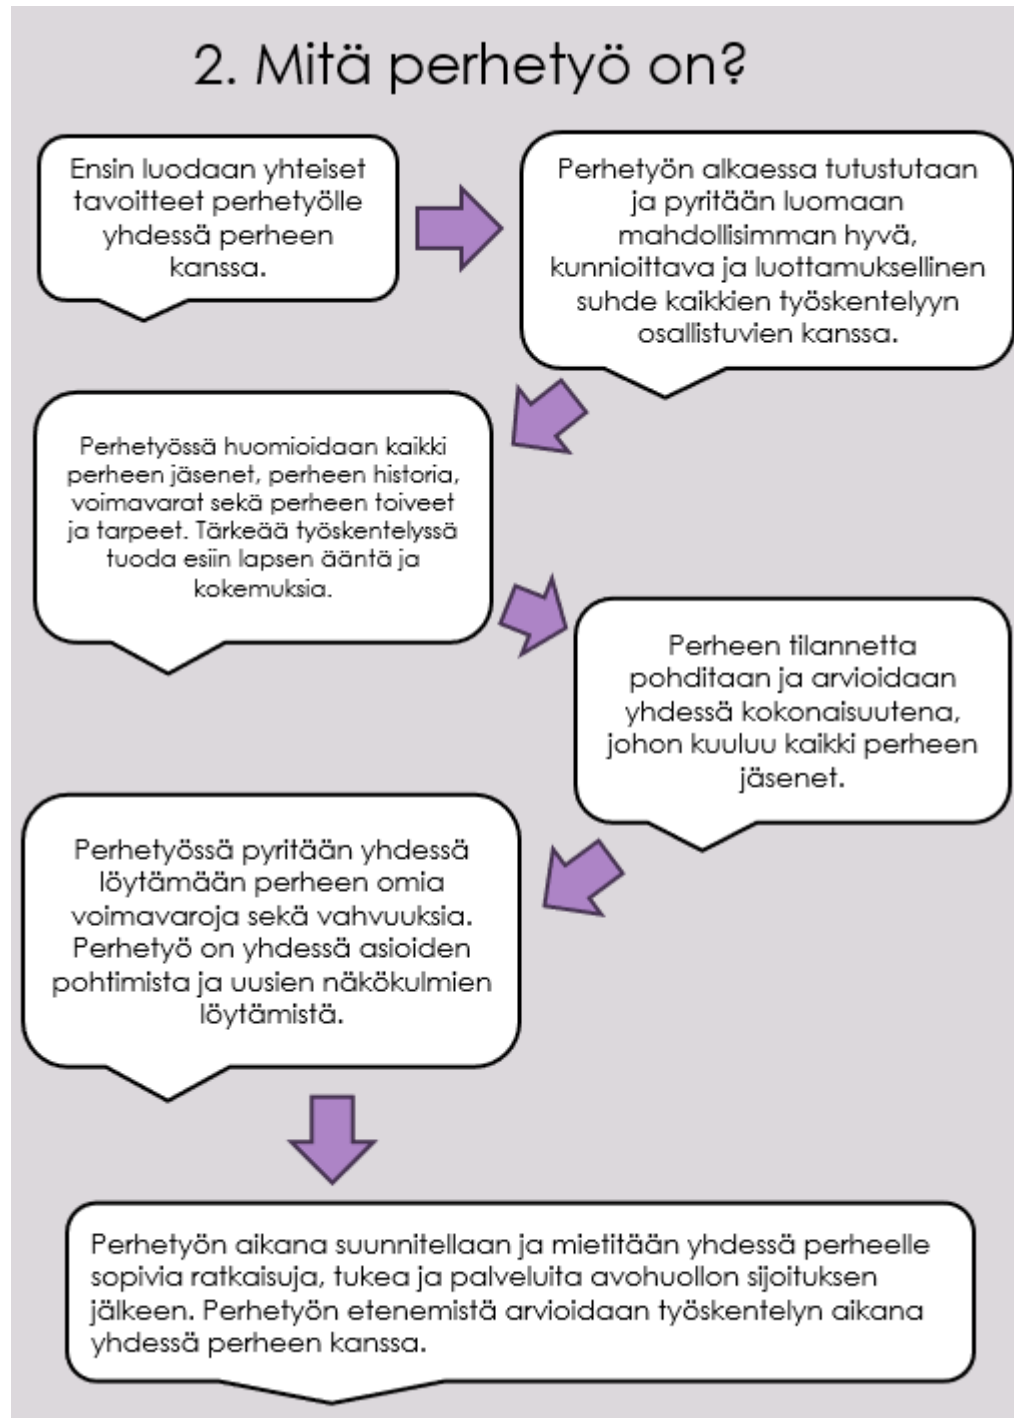 2. Mitä perhetyö on?
Ensin luodaan yhteiset
tavoitteet perhetyölle
yhdessä perheen
kanssa.
Perhetyön alkaessa tutustutaan
ja pyritään luomaan
mahdollisimman hyvä,
kunnioittava ja luottamuksellinen
suhde kaikkien työskentelyyn
osallistuvien kanssa.
Perhetyössä huomioidaan kaikki
perheen jäsenet, perheen historia,
voimavarat sekä perheen toiveet
ja tarpeet. Tärkeää työskentelyssä
tuoda esiin lapsen ääntä ja
kokemuksia.
Perheen tilannetta
pohditaan ja arvioidaan
yhdessä kokonaisuutena,
johon kuuluu kaikki perheen
jäsenet.
Perhetyössä pyritään yhdessä
löytämään perheen omia
voimavaroja sekä vahvuuksia.
Perhetyö on yhdessä asioiden
pohtimista ja uusien näkökulmien
löytämistä.
Perhetyön aikana suunnitellaan ja mietitään yhdessä perheelle
sopivia ratkaisuja, tukea ja palveluita avohuollon sijoituksen
jälkeen. Perhetyön etenemistä arvioidaan työskentelyn aikana
yhdessä perheen kanssa.